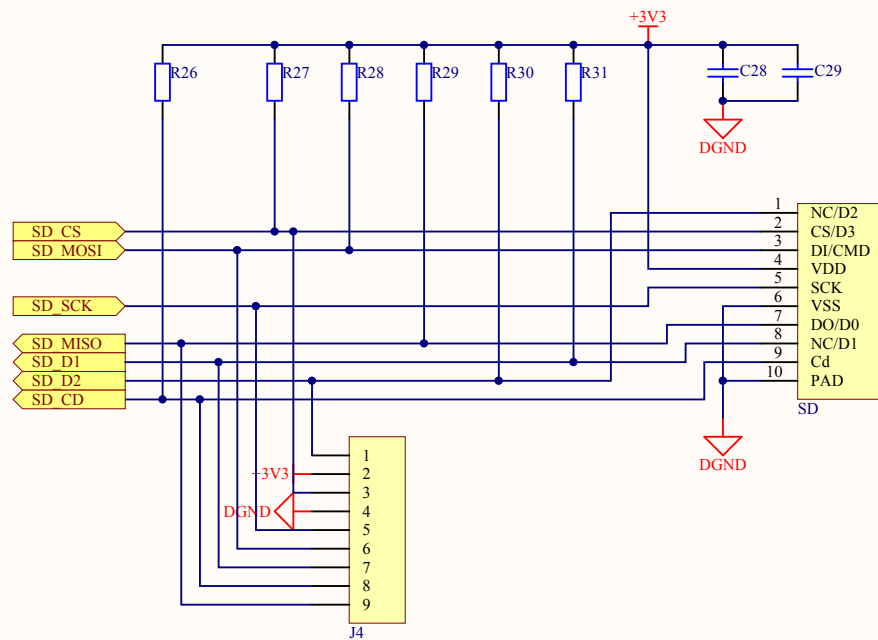 +3V3
R26 R27 R28 R29 R30 R31 C28 C29
DGND
SD_CS
SD_MOSI
SD_SCK
SD_MISO
SD_D1
SD_D2
SD_CD
1 NC/D2
2 CS/D3
3 DI/CMD
4 VDD
5 SCK
6 VSS
7 DO/D0
8 NC/D1
9 Cd
10 PAD
SD
DGND
1
+3V3 2
3
DGND 4
5
6
7
8
9
J4